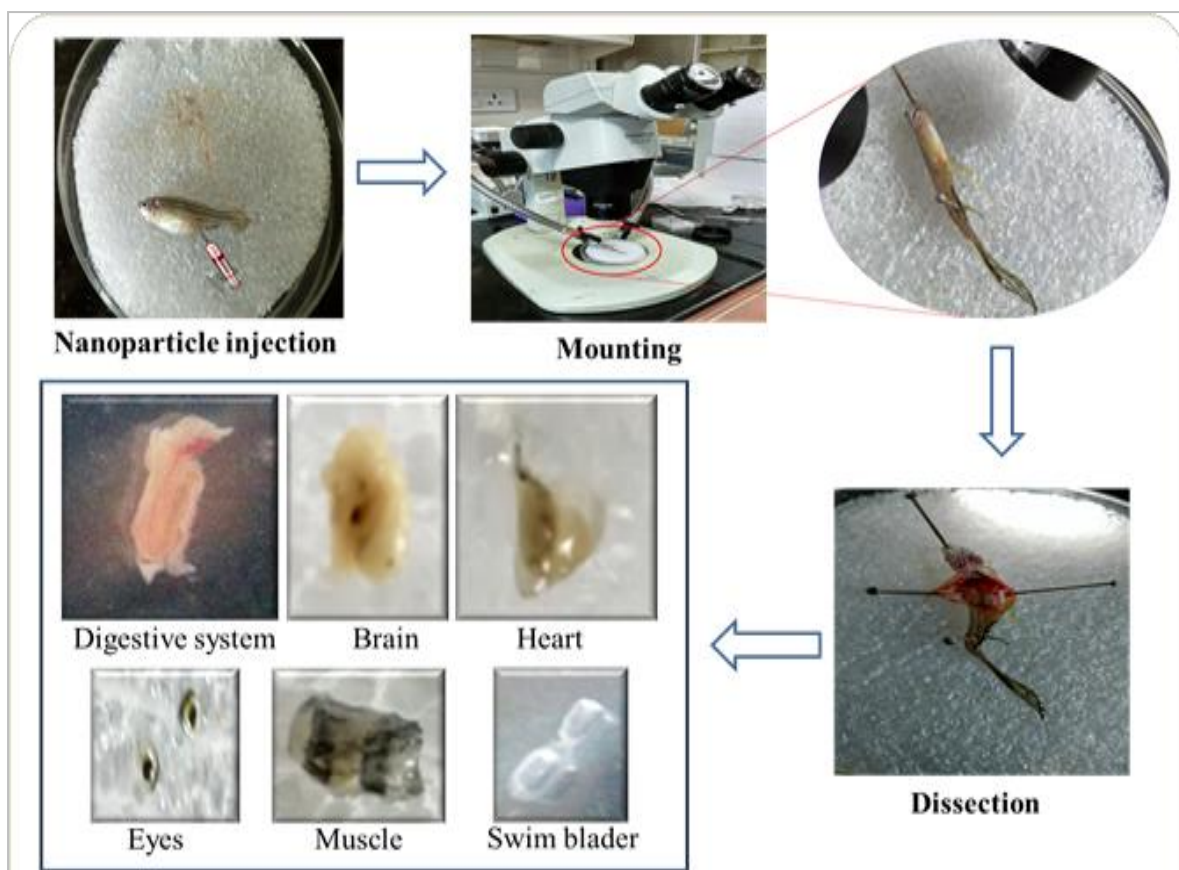 Nanoparticle injection
Mounting
Dissection
Digestive system
Brain
Heart
Eyes
Muscle
Swim blader